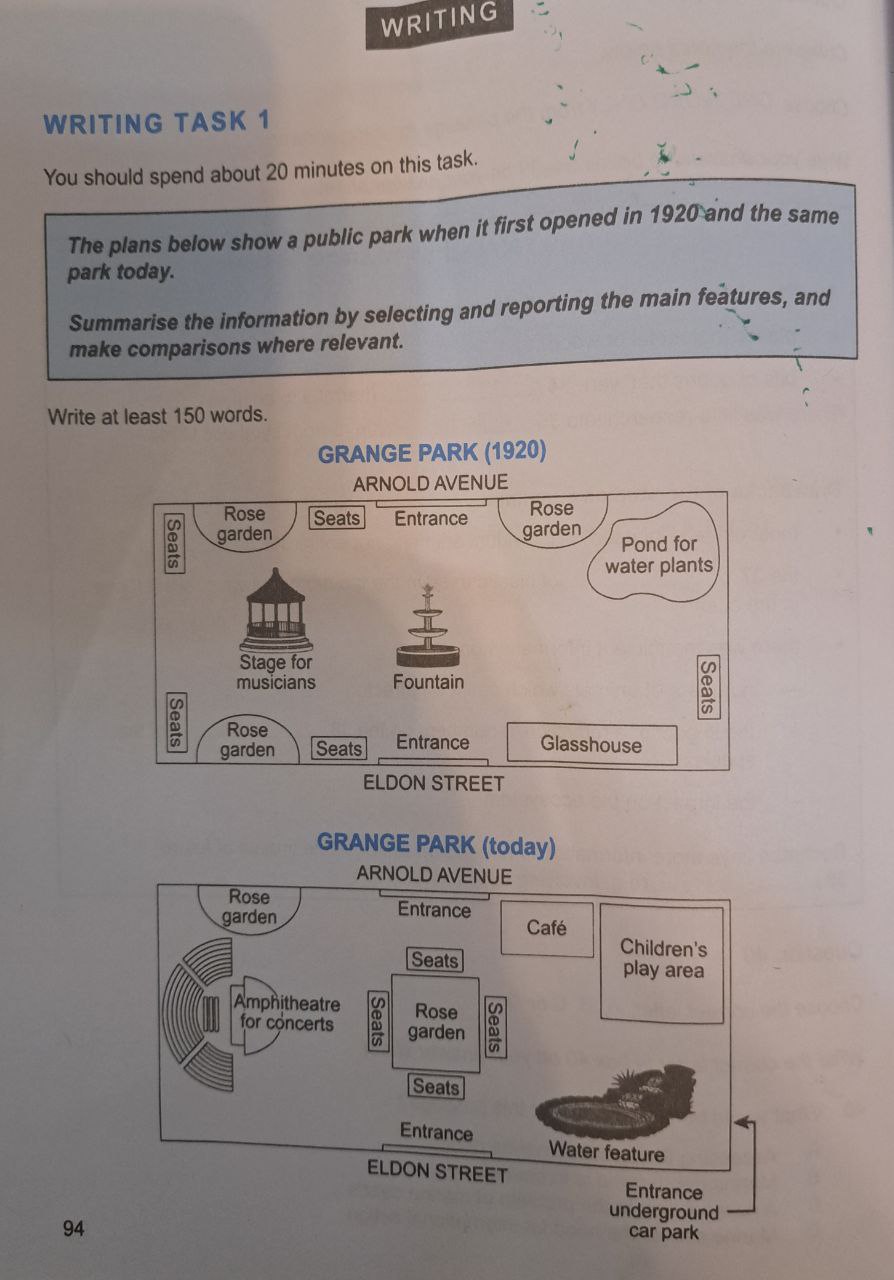 WRITING
WRITING TASK 1
You should spend about 20 minutes on this task.
The plans below show a public park when it first opened in 1920 and the same
park today.
Summarise the information by selecting and reporting the main features, and
make comparisons where relevant.
Write at least 150 words.
GRANGE PARK (1920)
ARNOLD AVENUE
Seats
Rose
garden
Seats
Entrance
Rose
garden
Pond for
water plants
Stage for
musicians
Fountain
Seats
Seats
Rose
garden
Seats
Entrance
Glasshouse
ELDON STREET
GRANGE PARK (today)
ARNOLD AVENUE
Rose
garden
Entrance
Café
Children's
play area
Seats
Amphitheatre
for concerts
Seats
Rose
garden
Seats
Seats
Entrance
Water feature
ELDON STREET
Entrance
underground
car park
94